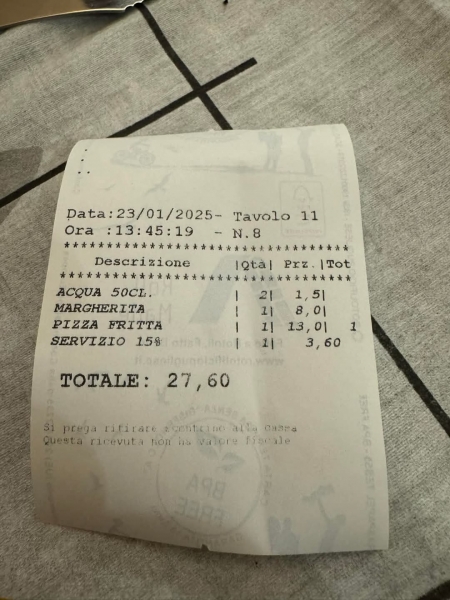 .
..
Data:23/01/2025- Tavolo 11
Ora :13:45:19 - N.8
***********************************
Descrizione |Qtà| Prz.|Tot
***********************************
ACQUA 50CL. | 2| 1,5|
MARGHERITA | 1| 8,0|
PIZZA FRITTA | 1| 13,0| 1
SERVIZIO 15% | 1| 3,60
TOTALE: 27,60
Si prega ritirare scontrino alla cassa
Questa ricevuta non ha valore fiscale
BPA
FREE